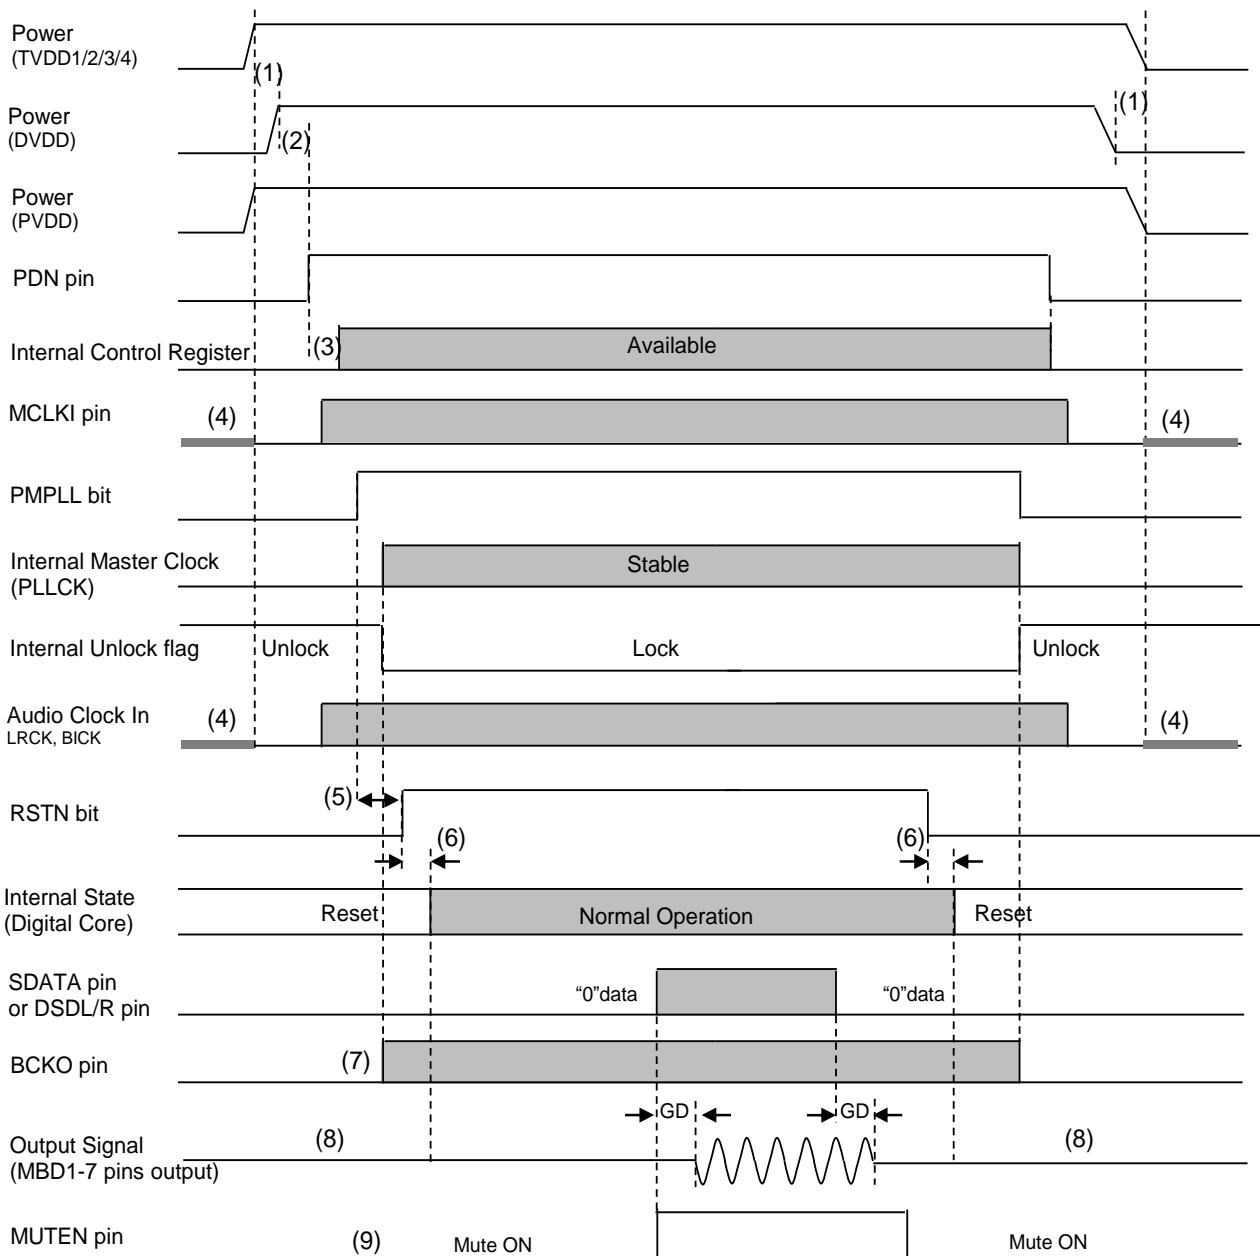 Power
(TVDD1/2/3/4)
(1)
(1)
Power
(DVDD)
(2)
Power
(PVDD)
PDN pin
Internal Control Register
(3)
Available
MCLKI pin
(4)
(4)
PMPLL bit
Internal Master Clock
(PLLCK)
Stable
Internal Unlock flag
Unlock
Lock
Unlock
Audio Clock In
LRCK, BICK
(4)
(4)
RSTN bit
(5)
(6)
(6)
Internal State
(Digital Core)
Reset
Normal Operation
Reset
SDATA pin
or DSDL/R pin
“0”data
“0”data
BCKO pin
(7)
GD
GD
Output Signal
(MBD1-7 pins output)
(8)
(8)
MUTEN pin
(9)
Mute ON
Mute ON